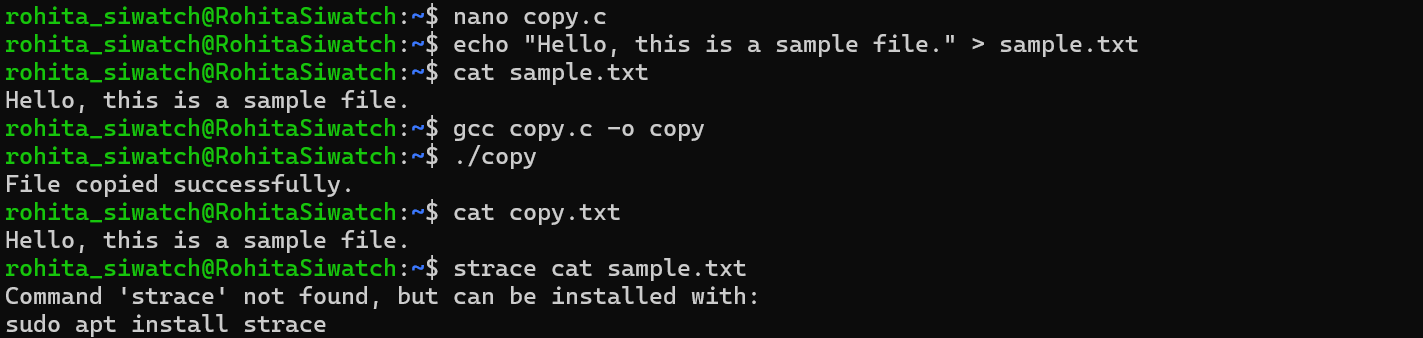 rohita_siwatch@RohitaSiwatch:~$ nano copy.c
rohita_siwatch@RohitaSiwatch:~$ echo "Hello, this is a sample file." > sample.txt
rohita_siwatch@RohitaSiwatch:~$ cat sample.txt
Hello, this is a sample file.
rohita_siwatch@RohitaSiwatch:~$ gcc copy.c -o copy
rohita_siwatch@RohitaSiwatch:~$ ./copy
File copied successfully.
rohita_siwatch@RohitaSiwatch:~$ cat copy.txt
Hello, this is a sample file.
rohita_siwatch@RohitaSiwatch:~$ strace cat sample.txt
Command 'strace' not found, but can be installed with:
sudo apt install strace